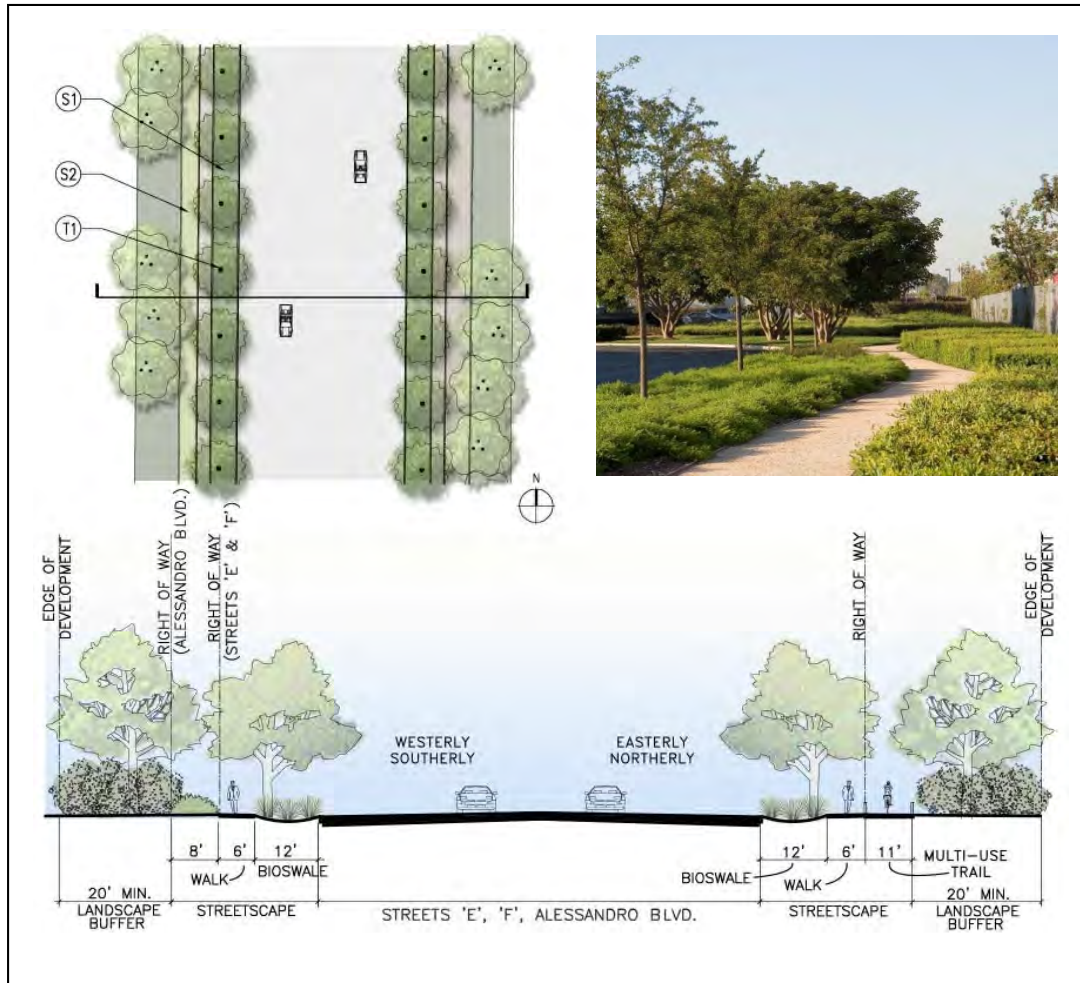 S1
S2
T1
N
EDGE OF
DEVELOPMENT
RIGHT OF WAY
(ALESSANDRO BLVD.)
RIGHT OF WAY
(STREETS 'E' & 'F')
RIGHT OF WAY
EDGE OF
DEVELOPMENT
WESTERLY
SOUTHERLY
EASTERLY
NORTHERLY
8'
6'
12'
WALK
BIOSWALE
12'
6'
11'
BIOSWALE
WALK
MULTI-USE
TRAIL
20' MIN.
LANDSCAPE
BUFFER
STREETSCAPE
STREETS 'E', 'F', ALESSANDRO BLVD.
STREETSCAPE
20' MIN.
LANDSCAPE
BUFFER